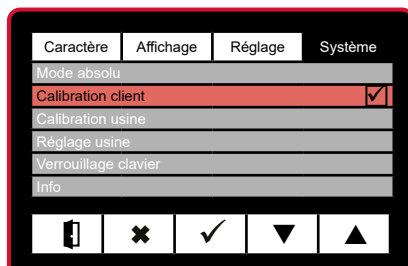 Caractère Affichage Réglage Système
Mode absolu
Calibration client
Calibration usine
Réglage usine
Verrouillage clavier
Info